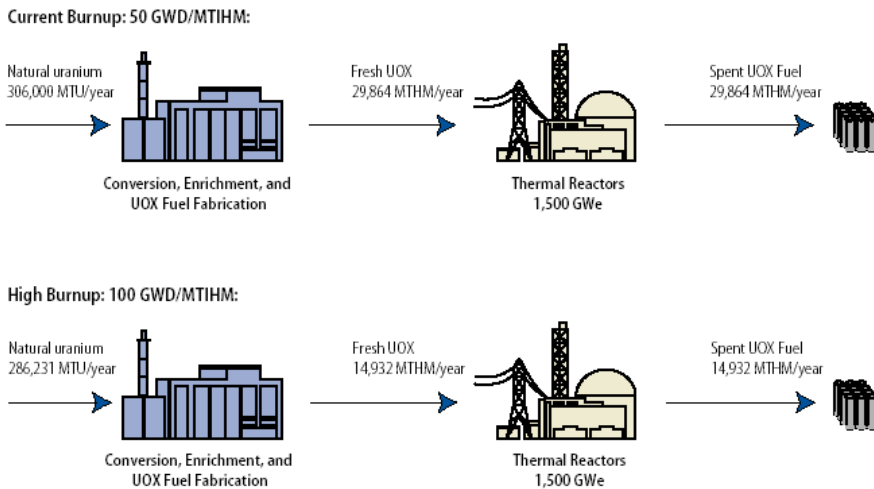 Current Burnup: 50 GWD/MTIHM:
Natural uranium
306,000 MTU/year
Fresh UOX
29,864 MTHM/year
Spent UOX Fuel
29,864 MTHM/year
Conversion, Enrichment, and
UOX Fuel Fabrication
Thermal Reactors
1,500 GWe
High Burnup: 100 GWD/MTIHM:
Natural uranium
286,231 MTU/year
Fresh UOX
14,932 MTHM/year
Spent UOX Fuel
14,932 MTHM/year
Conversion, Enrichment, and
UOX Fuel Fabrication
Thermal Reactors
1,500 GWe